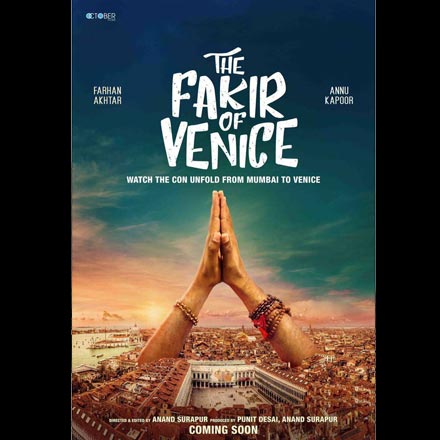 OCTOBER
FARHAN
AKHTAR
ANNU
KAPOOR
THE
FAKIR
OF
VENICE
WATCH THE CON UNFOLD FROM MUMBAI TO VENICE
DIRECTED & EDITED BY ANAND SURAPUR PRODUCED BY PUNIT DESAI, ANAND SURAPUR
COMING SOON